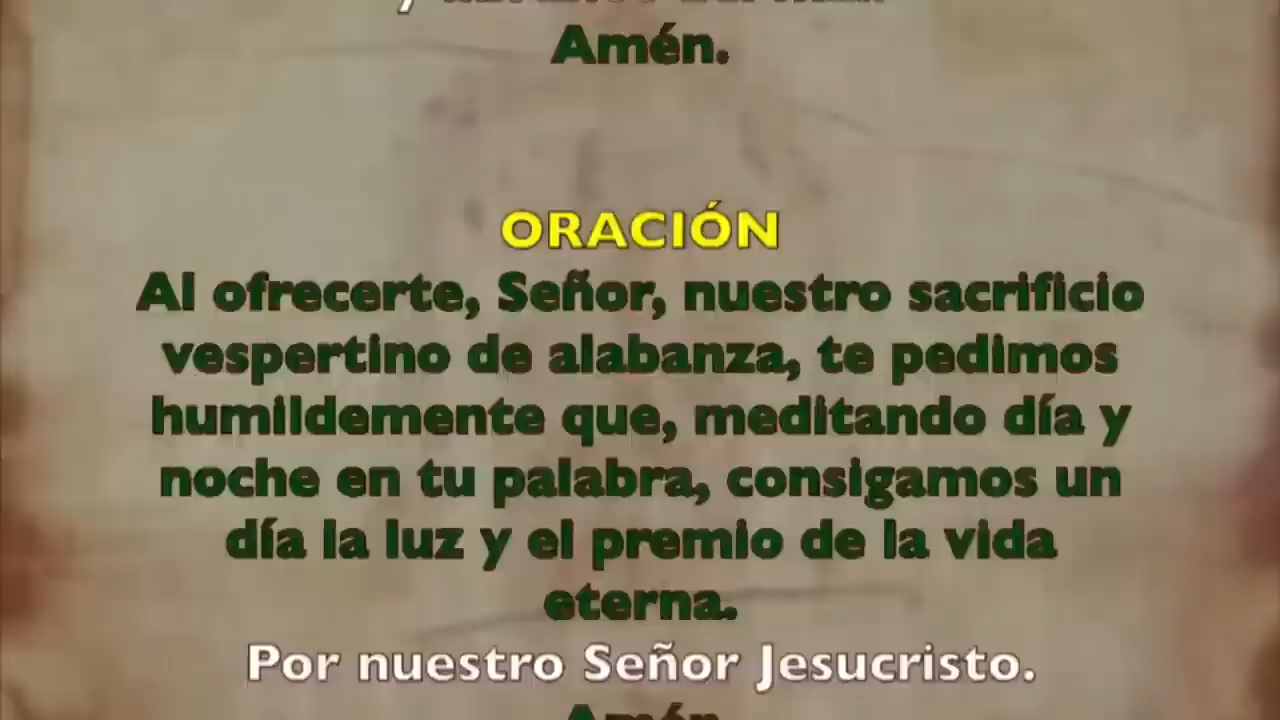 Amén.
ORACIÓN
Al ofrecerte, Señor, nuestro sacrificio
vespertino de alabanza, te pedimos
humildemente que, meditando día y
noche en tu palabra, consigamos un
día la luz y el premio de la vida
eterna.
Por nuestro Señor Jesucristo.
Amén.